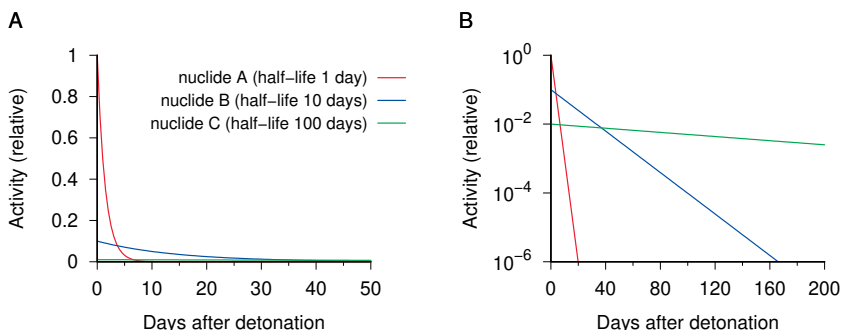 A
1
0.8
0.6
0.4
0.2
0
Activity (relative)
nuclide A (half−life 1 day)
nuclide B (half−life 10 days)
nuclide C (half−life 100 days)
0 10 20 30 40 50
Days after detonation
B
10^0
10^−2
10^−4
10^−6
Activity (relative)
0 40 80 120 160 200
Days after detonation